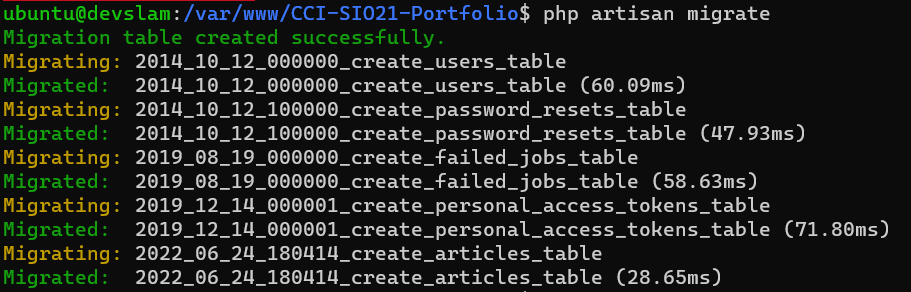 ubuntu@devslam:/var/www/CCI-SIO21-Portfolio$ php artisan migrate
Migration table created successfully.
Migrating: 2014_10_12_000000_create_users_table
Migrated:  2014_10_12_000000_create_users_table (60.09ms)
Migrating: 2014_10_12_100000_create_password_resets_table
Migrated:  2014_10_12_100000_create_password_resets_table (47.93ms)
Migrating: 2019_08_19_000000_create_failed_jobs_table
Migrated:  2019_08_19_000000_create_failed_jobs_table (58.63ms)
Migrating: 2019_12_14_000001_create_personal_access_tokens_table
Migrated:  2019_12_14_000001_create_personal_access_tokens_table (71.80ms)
Migrating: 2022_06_24_180414_create_articles_table
Migrated:  2022_06_24_180414_create_articles_table (28.65ms)